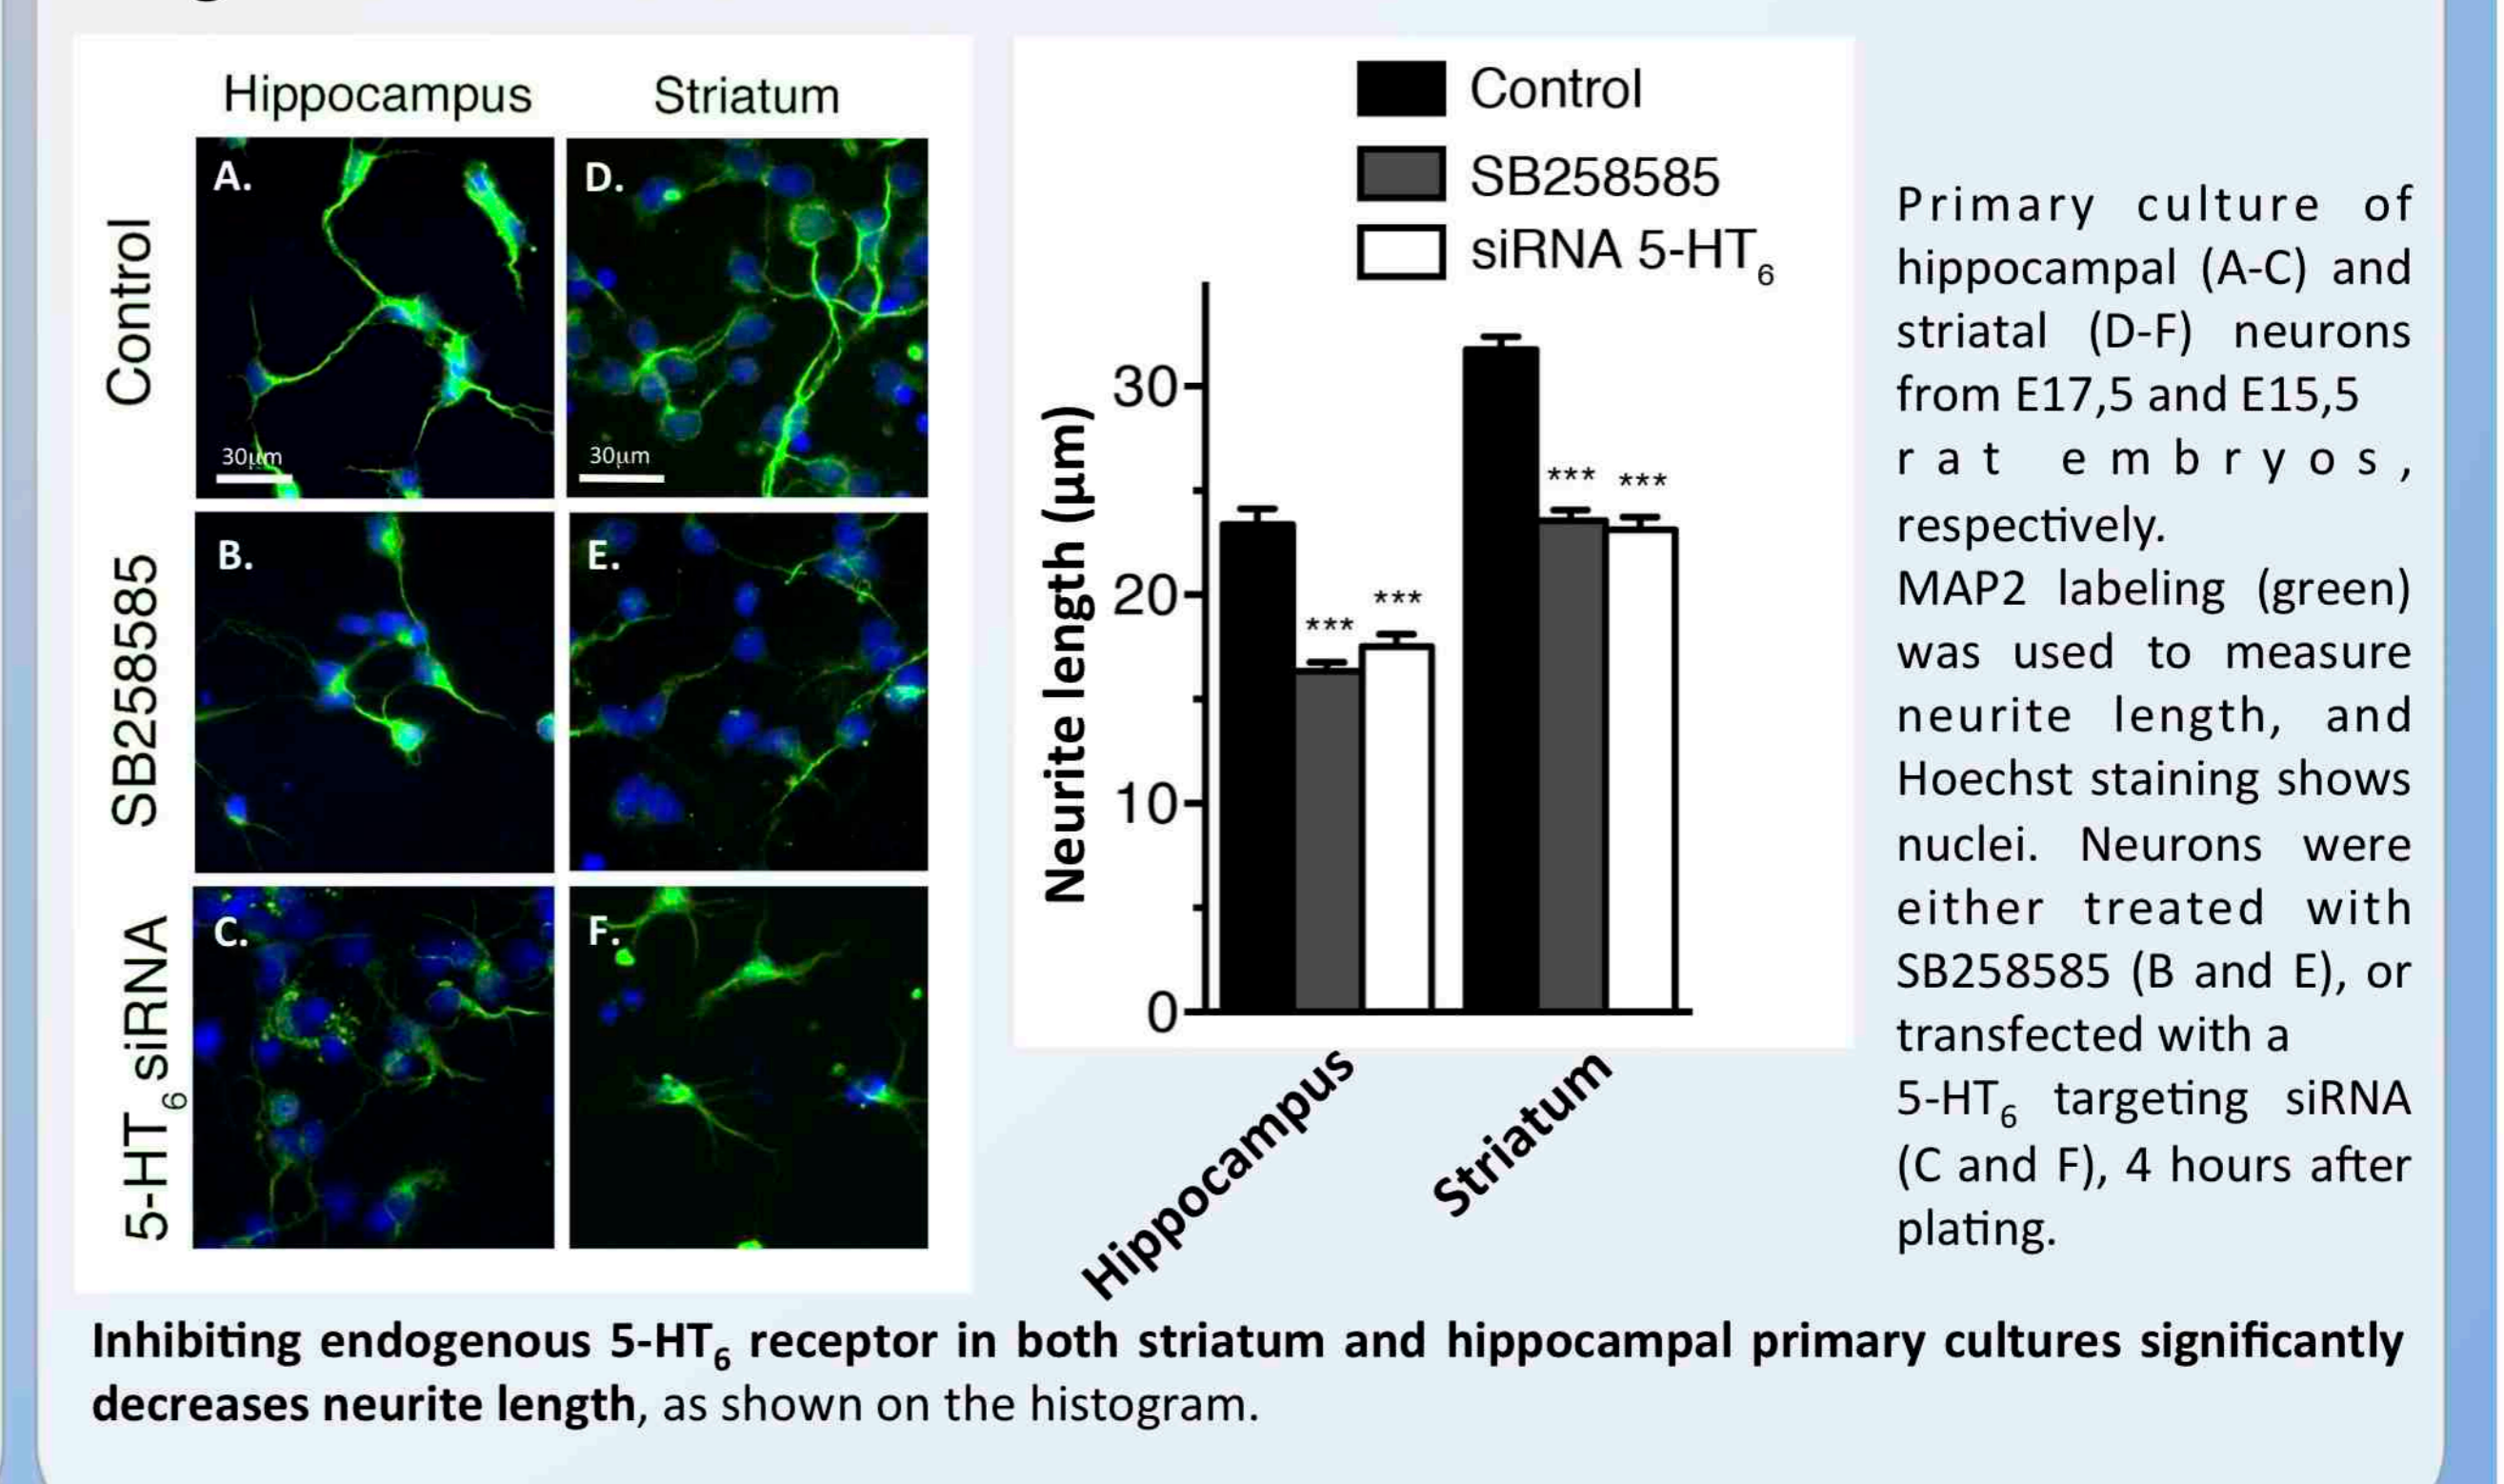 Hippocampus Striatum
Control
A.
30µm
D.
30µm
SB258585
B.
E.
5-HT6 siRNA
C.
F.
Control
SB258585
siRNA 5-HT6
Neurite length (µm)
30
20
10
0
*** ***
*** ***
Hippocampus
Striatum
Primary culture of
hippocampal (A-C) and
striatal (D-F) neurons
from E17,5 and E15,5
rat embryos,
respectively.
MAP2 labeling (green)
was used to measure
neurite length, and
Hoechst staining shows
nuclei. Neurons were
either treated with
SB258585 (B and E), or
transfected with a
5-HT6 targeting siRNA
(C and F), 4 hours after
plating.
Inhibiting endogenous 5-HT6 receptor in both striatum and hippocampal primary cultures significantly
decreases neurite length, as shown on the histogram.